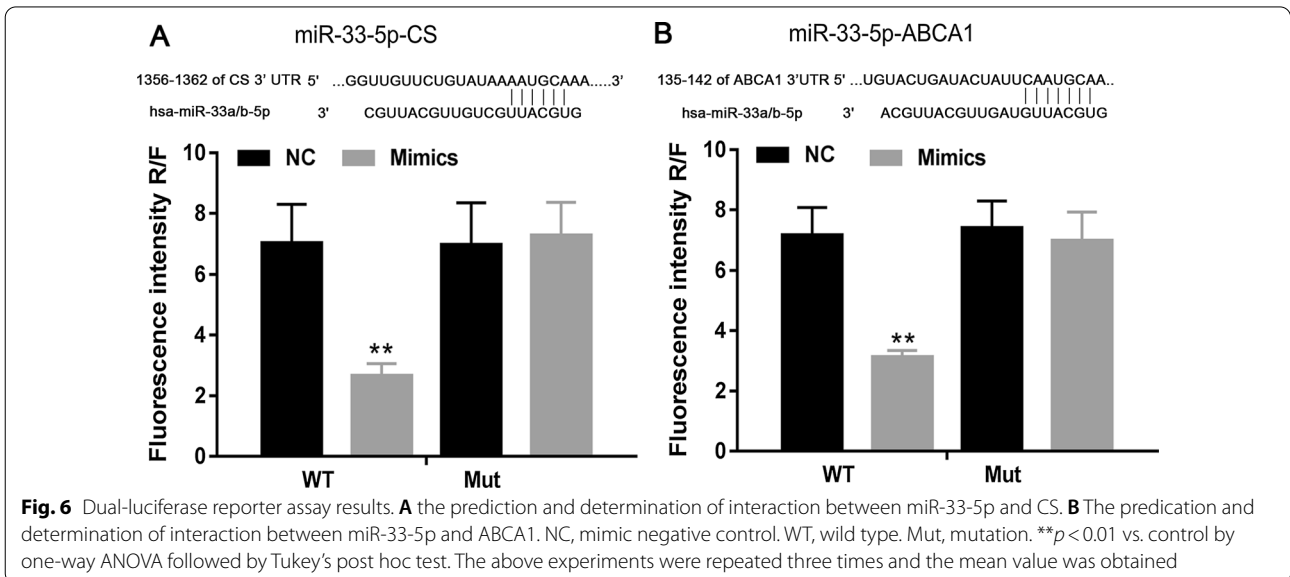 A miR-33-5p-CS
1356-1362 of CS 3' UTR 5' ...GGUUGUUCUGUAUAAAAUGCAAA.....3'
hsa-miR-33a/b-5p 3' CGUUACGUUGUCGUUACGUG
Fluorescence intensity R/F
10
8
6
4
2
0
NC Mimics
**
WT Mut
B miR-33-5p-ABCA1
135-142 of ABCA1 3'UTR 5' ...UGUACUGAUACUAUUCAAUGCAA..
hsa-miR-33a/b-5p 3' ACGUUACGUUGAUGUUACGUG
Fluorescence intensity R/F
10
8
6
4
2
0
NC Mimics
**
WT Mut
Fig. 6 Dual-luciferase reporter assay results. A the prediction and determination of interaction between miR-33-5p and CS. B The predication and
determination of interaction between miR-33-5p and ABCA1. NC, mimic negative control. WT, wild type. Mut, mutation. **p < 0.01 vs. control by
one-way ANOVA followed by Tukey's post hoc test. The above experiments were repeated three times and the mean value was obtained